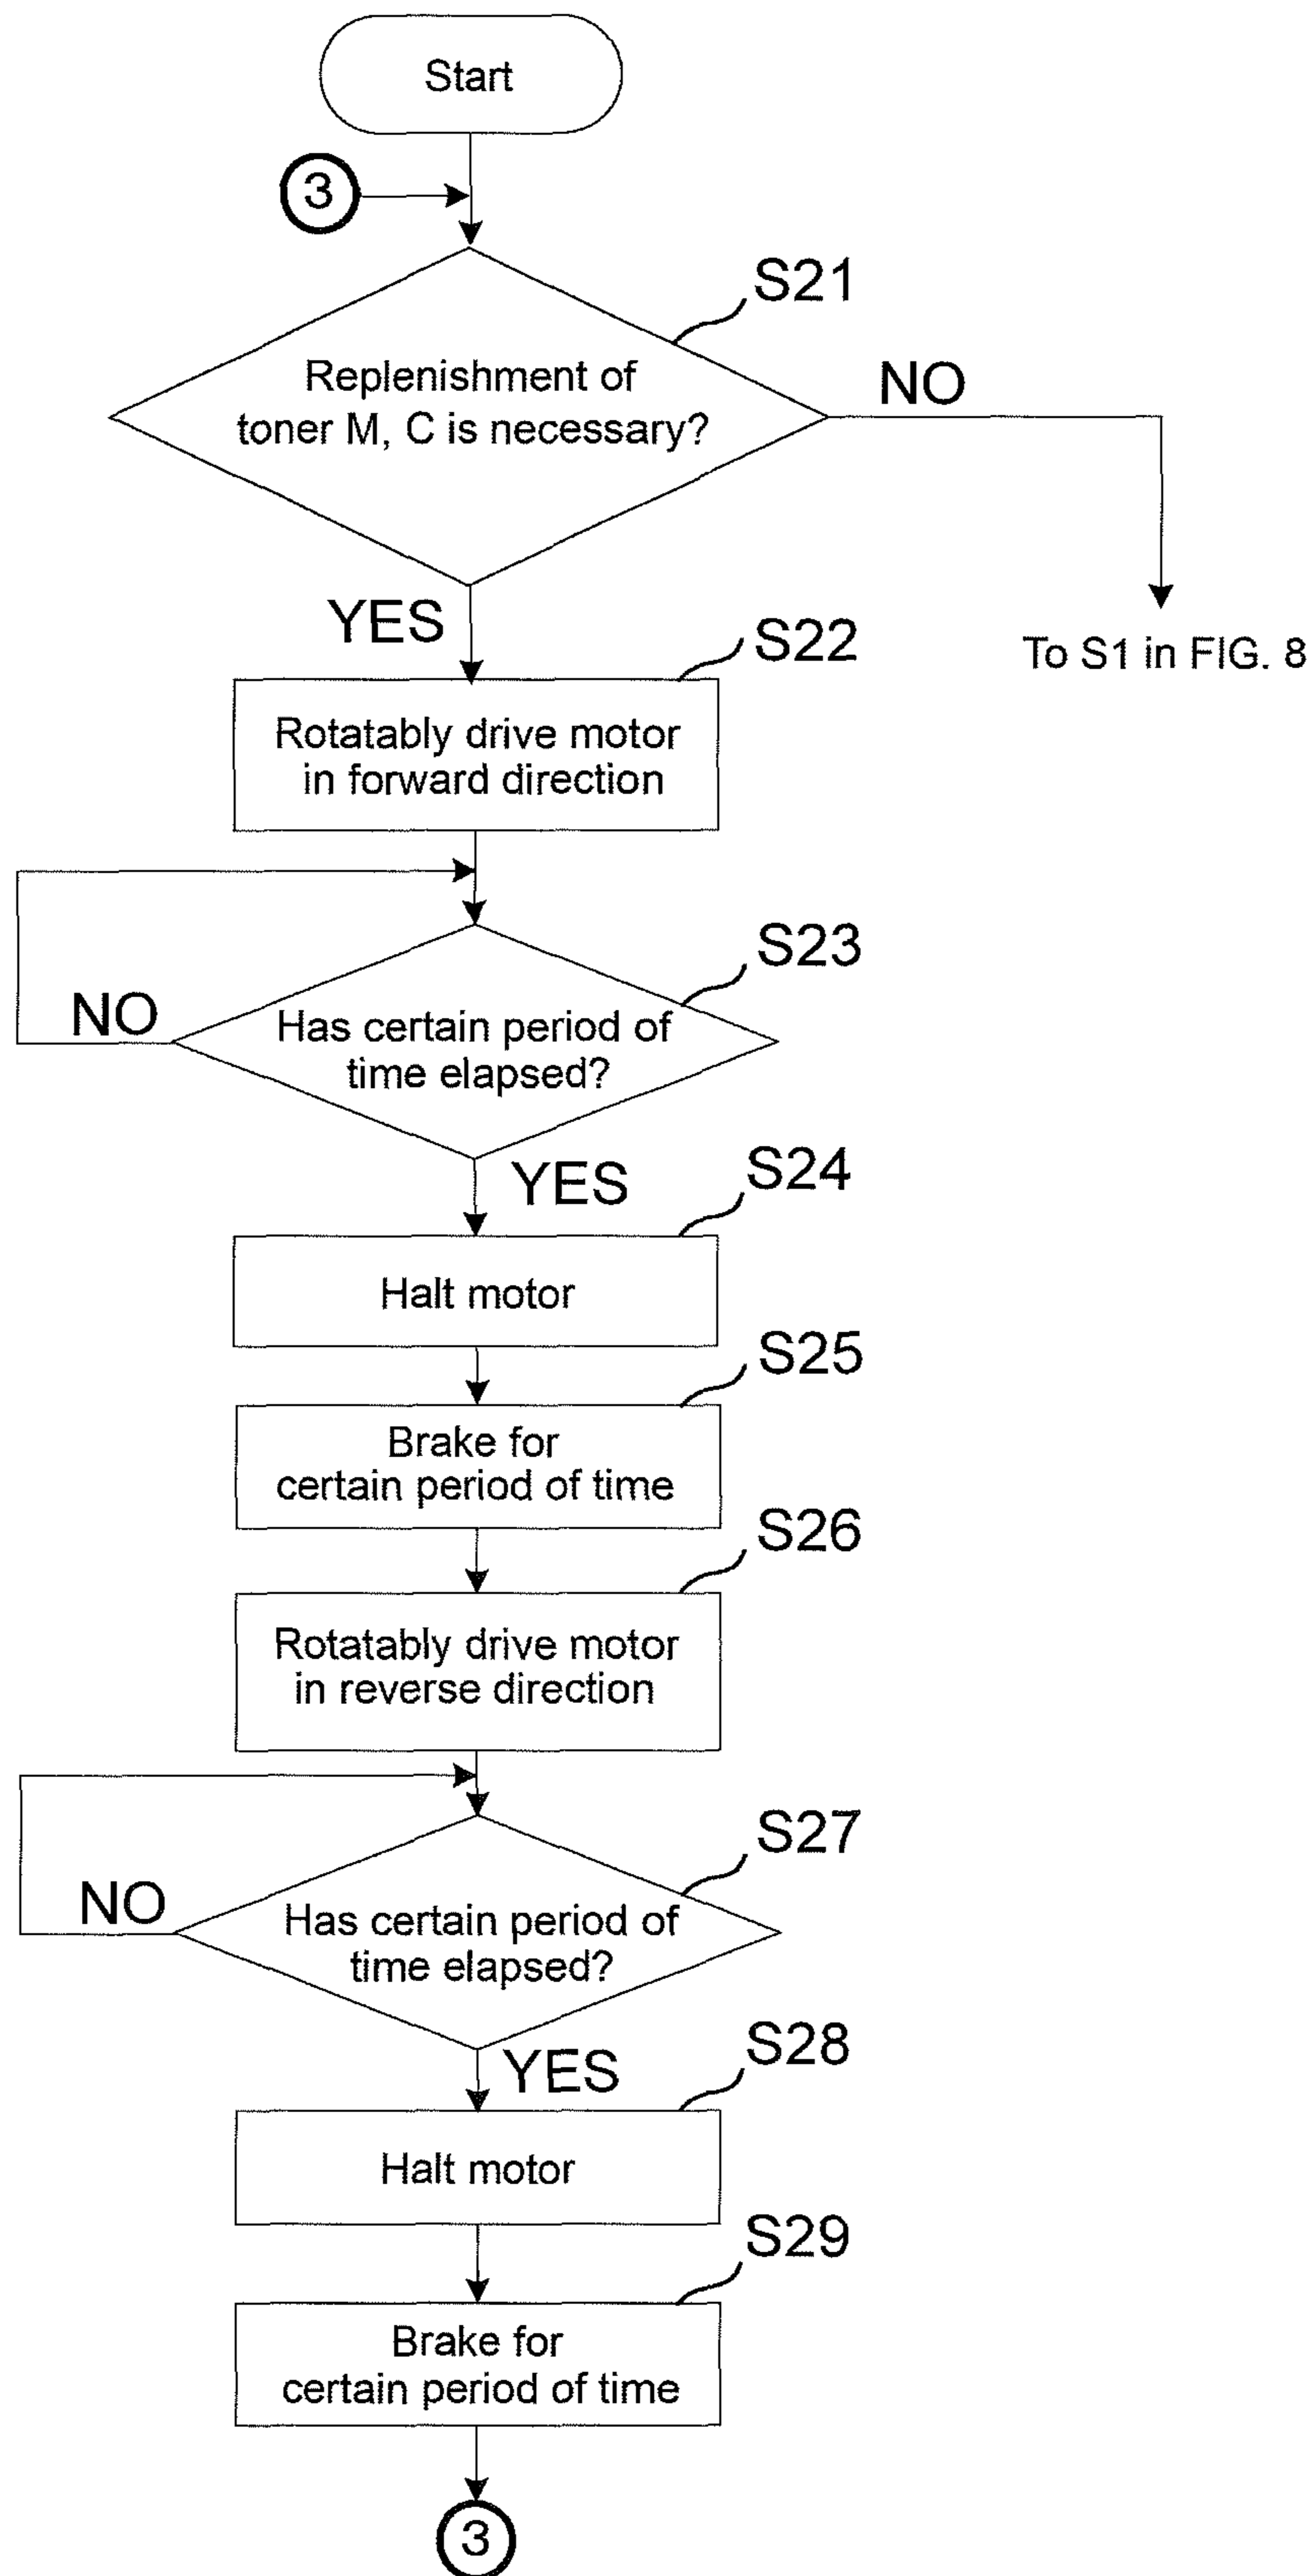 Start
3
S21
Replenishment of
toner M, C is necessary?
NO
YES
To S1 in FIG. 8
S22
Rotatably drive motor
in forward direction
S23
NO
Has certain period of
time elapsed?
YES
S24
Halt motor
S25
Brake for
certain period of time
S26
Rotatably drive motor
in reverse direction
S27
NO
Has certain period of
time elapsed?
YES
S28
Halt motor
S29
Brake for
certain period of time
3